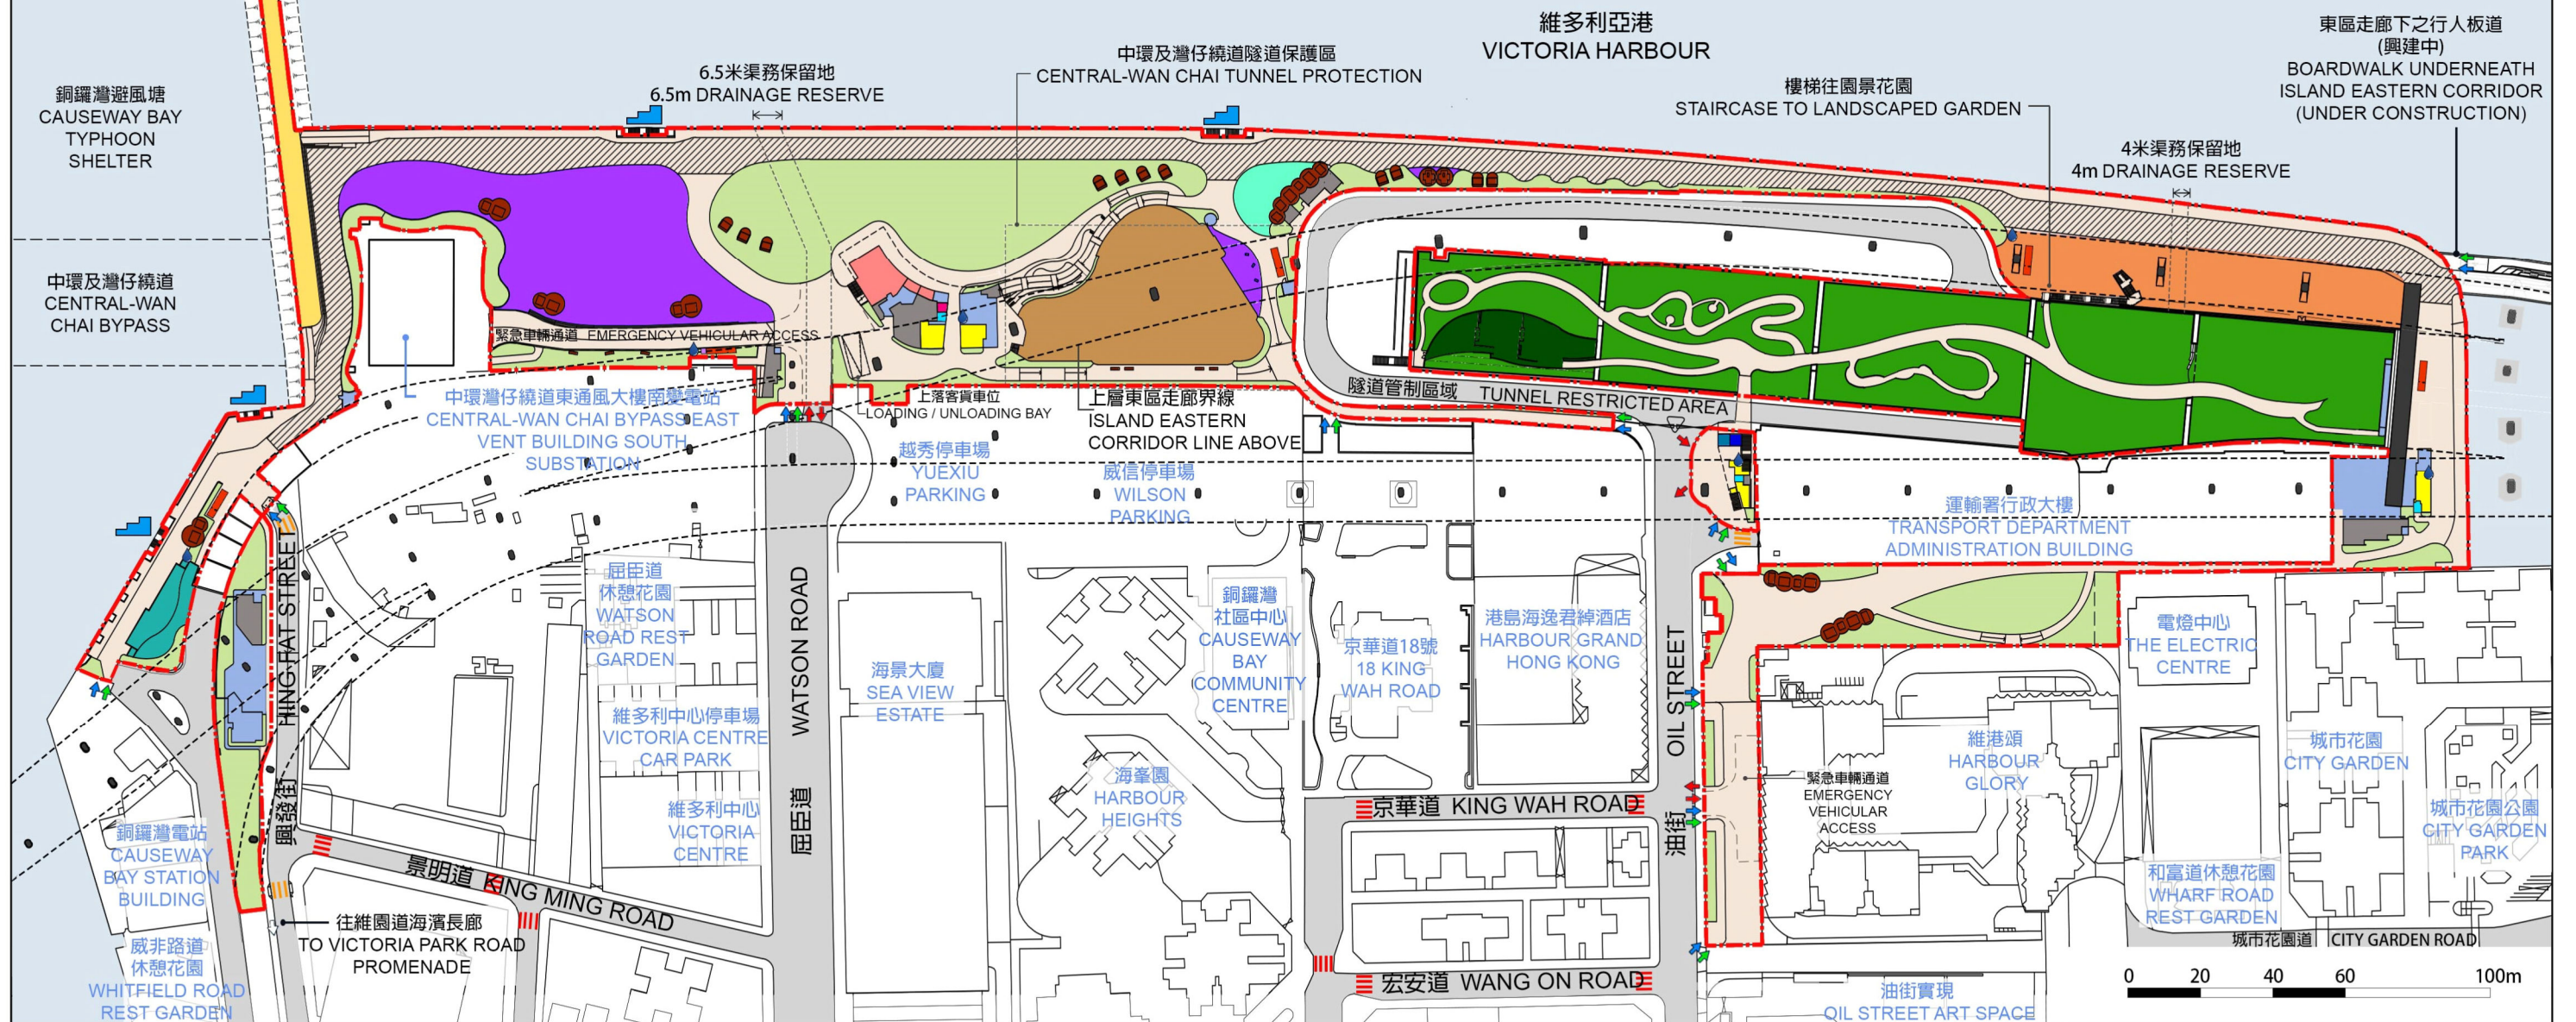 維多利亞港
VICTORIA HARBOUR
東區走廊下之行人板道
(興建中)
BOARDWALK UNDERNEATH
ISLAND EASTERN CORRIDOR
(UNDER CONSTRUCTION)
中環及灣仔繞道隧道保護區
CENTRAL-WAN CHAI TUNNEL PROTECTION
6.5米渠務保留地
6.5m DRAINAGE RESERVE
樓梯往園景花園
STAIRCASE TO LANDSCAPED GARDEN
銅鑼灣避風塘
CAUSEWAY BAY
TYPHOON
SHELTER
4米渠務保留地
4m DRAINAGE RESERVE
中環及灣仔繞道
CENTRAL-WAN
CHAI BYPASS
緊急車輛通道 EMERGENCY VEHICULAR ACCESS
中環灣仔繞道東通風大樓南變電站
CENTRAL-WAN CHAI BYPASS EAST
VENT BUILDING SOUTH
SUBSTATION
上落客貨車位
LOADING / UNLOADING BAY
上層東區走廊界線
ISLAND EASTERN
CORRIDOR LINE ABOVE
隧道管制區域 TUNNEL RESTRICTED AREA
越秀停車場
YUEXIU
PARKING
威信停車場
WILSON
PARKING
運輸署行政大樓
TRANSPORT DEPARTMENT
ADMINISTRATION BUILDING
屈臣道
休憩花園
WATSON
ROAD REST
GARDEN
維多利中心停車場
VICTORIA CENTRE
CAR PARK
維多利中心
VICTORIA
CENTRE
海景大廈
SEA VIEW
ESTATE
海峯園
HARBOUR
HEIGHTS
銅鑼灣
社區中心
CAUSEWAY
BAY
COMMUNITY
CENTRE
京華道18號
18 KING
WAH ROAD
港島海逸君綽酒店
HARBOUR GRAND
HONG KONG
電燈中心
THE ELECTRIC
CENTRE
維港頌
HARBOUR
GLORY
城市花園
CITY GARDEN
城市花園公園
CITY GARDEN
PARK
緊急車輛通道
EMERGENCY
VEHICULAR
ACCESS
和富道休憩花園
WHARF ROAD
REST GARDEN
城市花園道 CITY GARDEN ROAD
興發街 HING FAT STREET
屈臣道 WATSON ROAD
油街 OIL STREET
京華道 KING WAH ROAD
宏安道 WANG ON ROAD
景明道 KING MING ROAD
銅鑼灣電站
CAUSEWAY
BAY STATION
BUILDING
往維園道海濱長廊
TO VICTORIA PARK ROAD
PROMENADE
威非路道
休憩花園
WHITFIELD ROAD
REST GARDEN
油街實現
OIL STREET ART SPACE
0 20 40 60 100m